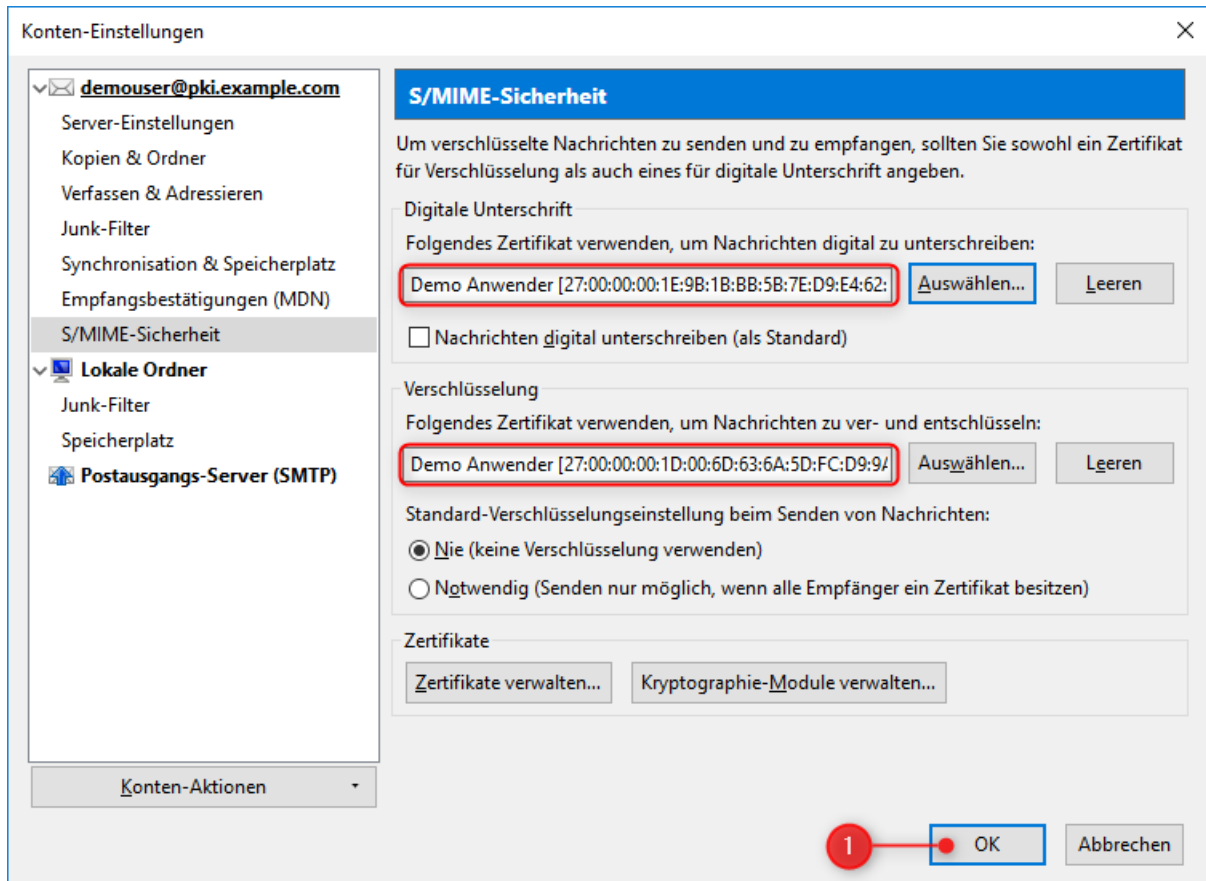 Konten-Einstellungen
demouser@pki.example.com
Server-Einstellungen
Kopien & Ordner
Verfassen & Adressieren
Junk-Filter
Synchronisation & Speicherplatz
Empfangsbestätigungen (MDN)
S/MIME-Sicherheit
Lokale Ordner
Junk-Filter
Speicherplatz
Postausgangs-Server (SMTP)
Konten-Aktionen
S/MIME-Sicherheit
Um verschlüsselte Nachrichten zu senden und zu empfangen, sollten Sie sowohl ein Zertifikat
für Verschlüsselung als auch eines für digitale Unterschrift angeben.
Digitale Unterschrift
Folgendes Zertifikat verwenden, um Nachrichten digital zu unterschreiben:
Demo Anwender [27:00:00:00:1E:9B:1B:BB:5B:7E:D9:E4:62: Auswählen... Leeren
Nachrichten digital unterschreiben (als Standard)
Verschlüsselung
Folgendes Zertifikat verwenden, um Nachrichten zu ver- und entschlüsseln:
Demo Anwender [27:00:00:00:1D:00:6D:63:6A:5D:FC:D9:9A Auswählen... Leeren
Standard-Verschlüsselungseinstellung beim Senden von Nachrichten:
Nie (keine Verschlüsselung verwenden)
Notwendig (Senden nur möglich, wenn alle Empfänger ein Zertifikat besitzen)
Zertifikate
Zertifikate verwalten... Kryptographie-Module verwalten...
1 OK Abbrechen